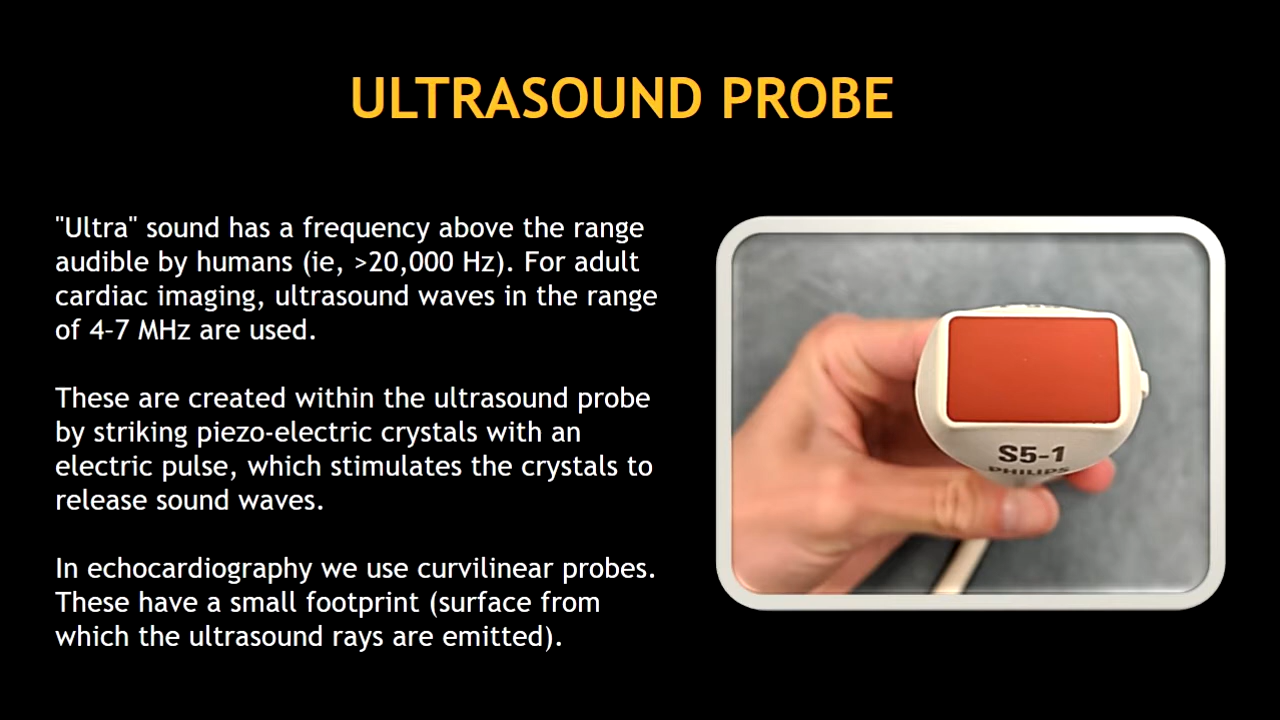 ULTRASOUND PROBE
"Ultra" sound has a frequency above the range
audible by humans (ie, >20,000 Hz). For adult
cardiac imaging, ultrasound waves in the range
of 4-7 MHz are used.
These are created within the ultrasound probe
by striking piezo-electric crystals with an
electric pulse, which stimulates the crystals to
release sound waves.
In echocardiography we use curvilinear probes.
These have a small footprint (surface from
which the ultrasound rays are emitted).
S5-1
PHILIPS